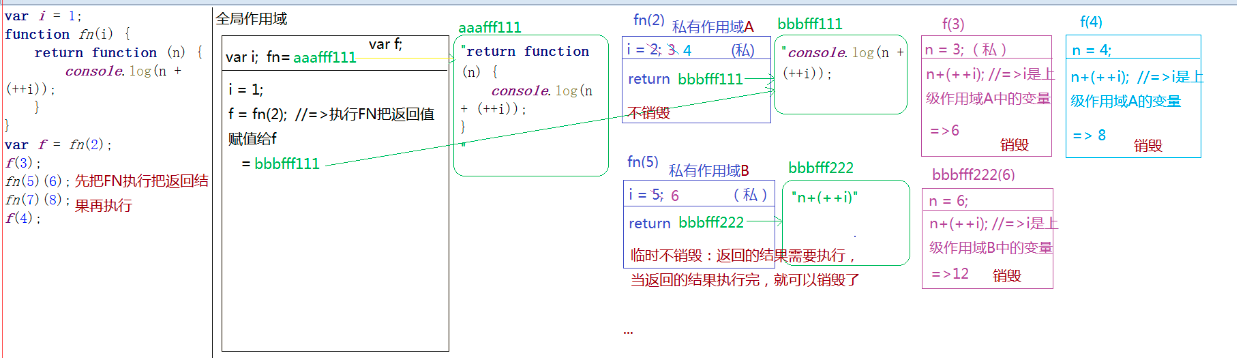 var i = 1;
function fn(i) {
return function (n) {
console.log(n +
(++i));
}
}
var f = fn(2);
f(3);
fn(5)(6); 先把FN执行把返回结
fn(7)(8); 果再执行
f(4);
全局作用域
var i; fn= aaafff111
var f;
i = 1;
f = fn(2); //=>执行FN把返回值
赋值给f
= bbbfff111
aaafff111
"return function
(n) {
console.log(n
+ (++i));
}
"
fn(2) 私有作用域A
i = 2; 3 4 (私)
return bbbfff111
不销毁
bbbfff111
"console.log(n +
(++i));
f(3)
n = 3; ( 私 )
n+(++i); //=>i是上
级作用域A中的变量
=>6
销毁
f(4)
n = 4;
n+(++i); //=>i是上
级作用域A的变量
=> 8
销毁
fn(5) 私有作用域B
i = 5; 6 ( 私 )
return bbbfff222
临时不销毁：返回的结果需要执行，
当返回的结果执行完，就可以销毁了
bbbfff222
"n+(++i)"
bbbfff222(6)
n = 6;
n+(++i); //=>i是上
级作用域B中的变量
=>12 销毁
...